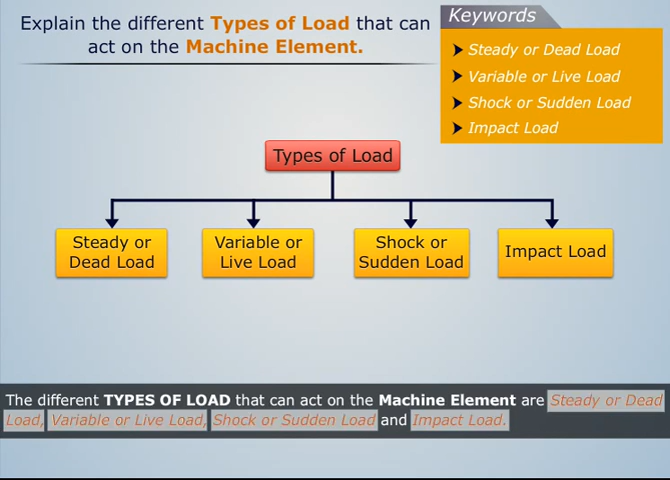 Explain the different Types of Load that can
act on the Machine Element.
Keywords
Steady or Dead Load
Variable or Live Load
Shock or Sudden Load
Impact Load
Types of Load
Steady or
Dead Load
Variable or
Live Load
Shock or
Sudden Load
Impact Load
The different TYPES OF LOAD that can act on the Machine Element are Steady or Dead
Load, Variable or Live Load, Shock or Sudden Load and Impact Load.